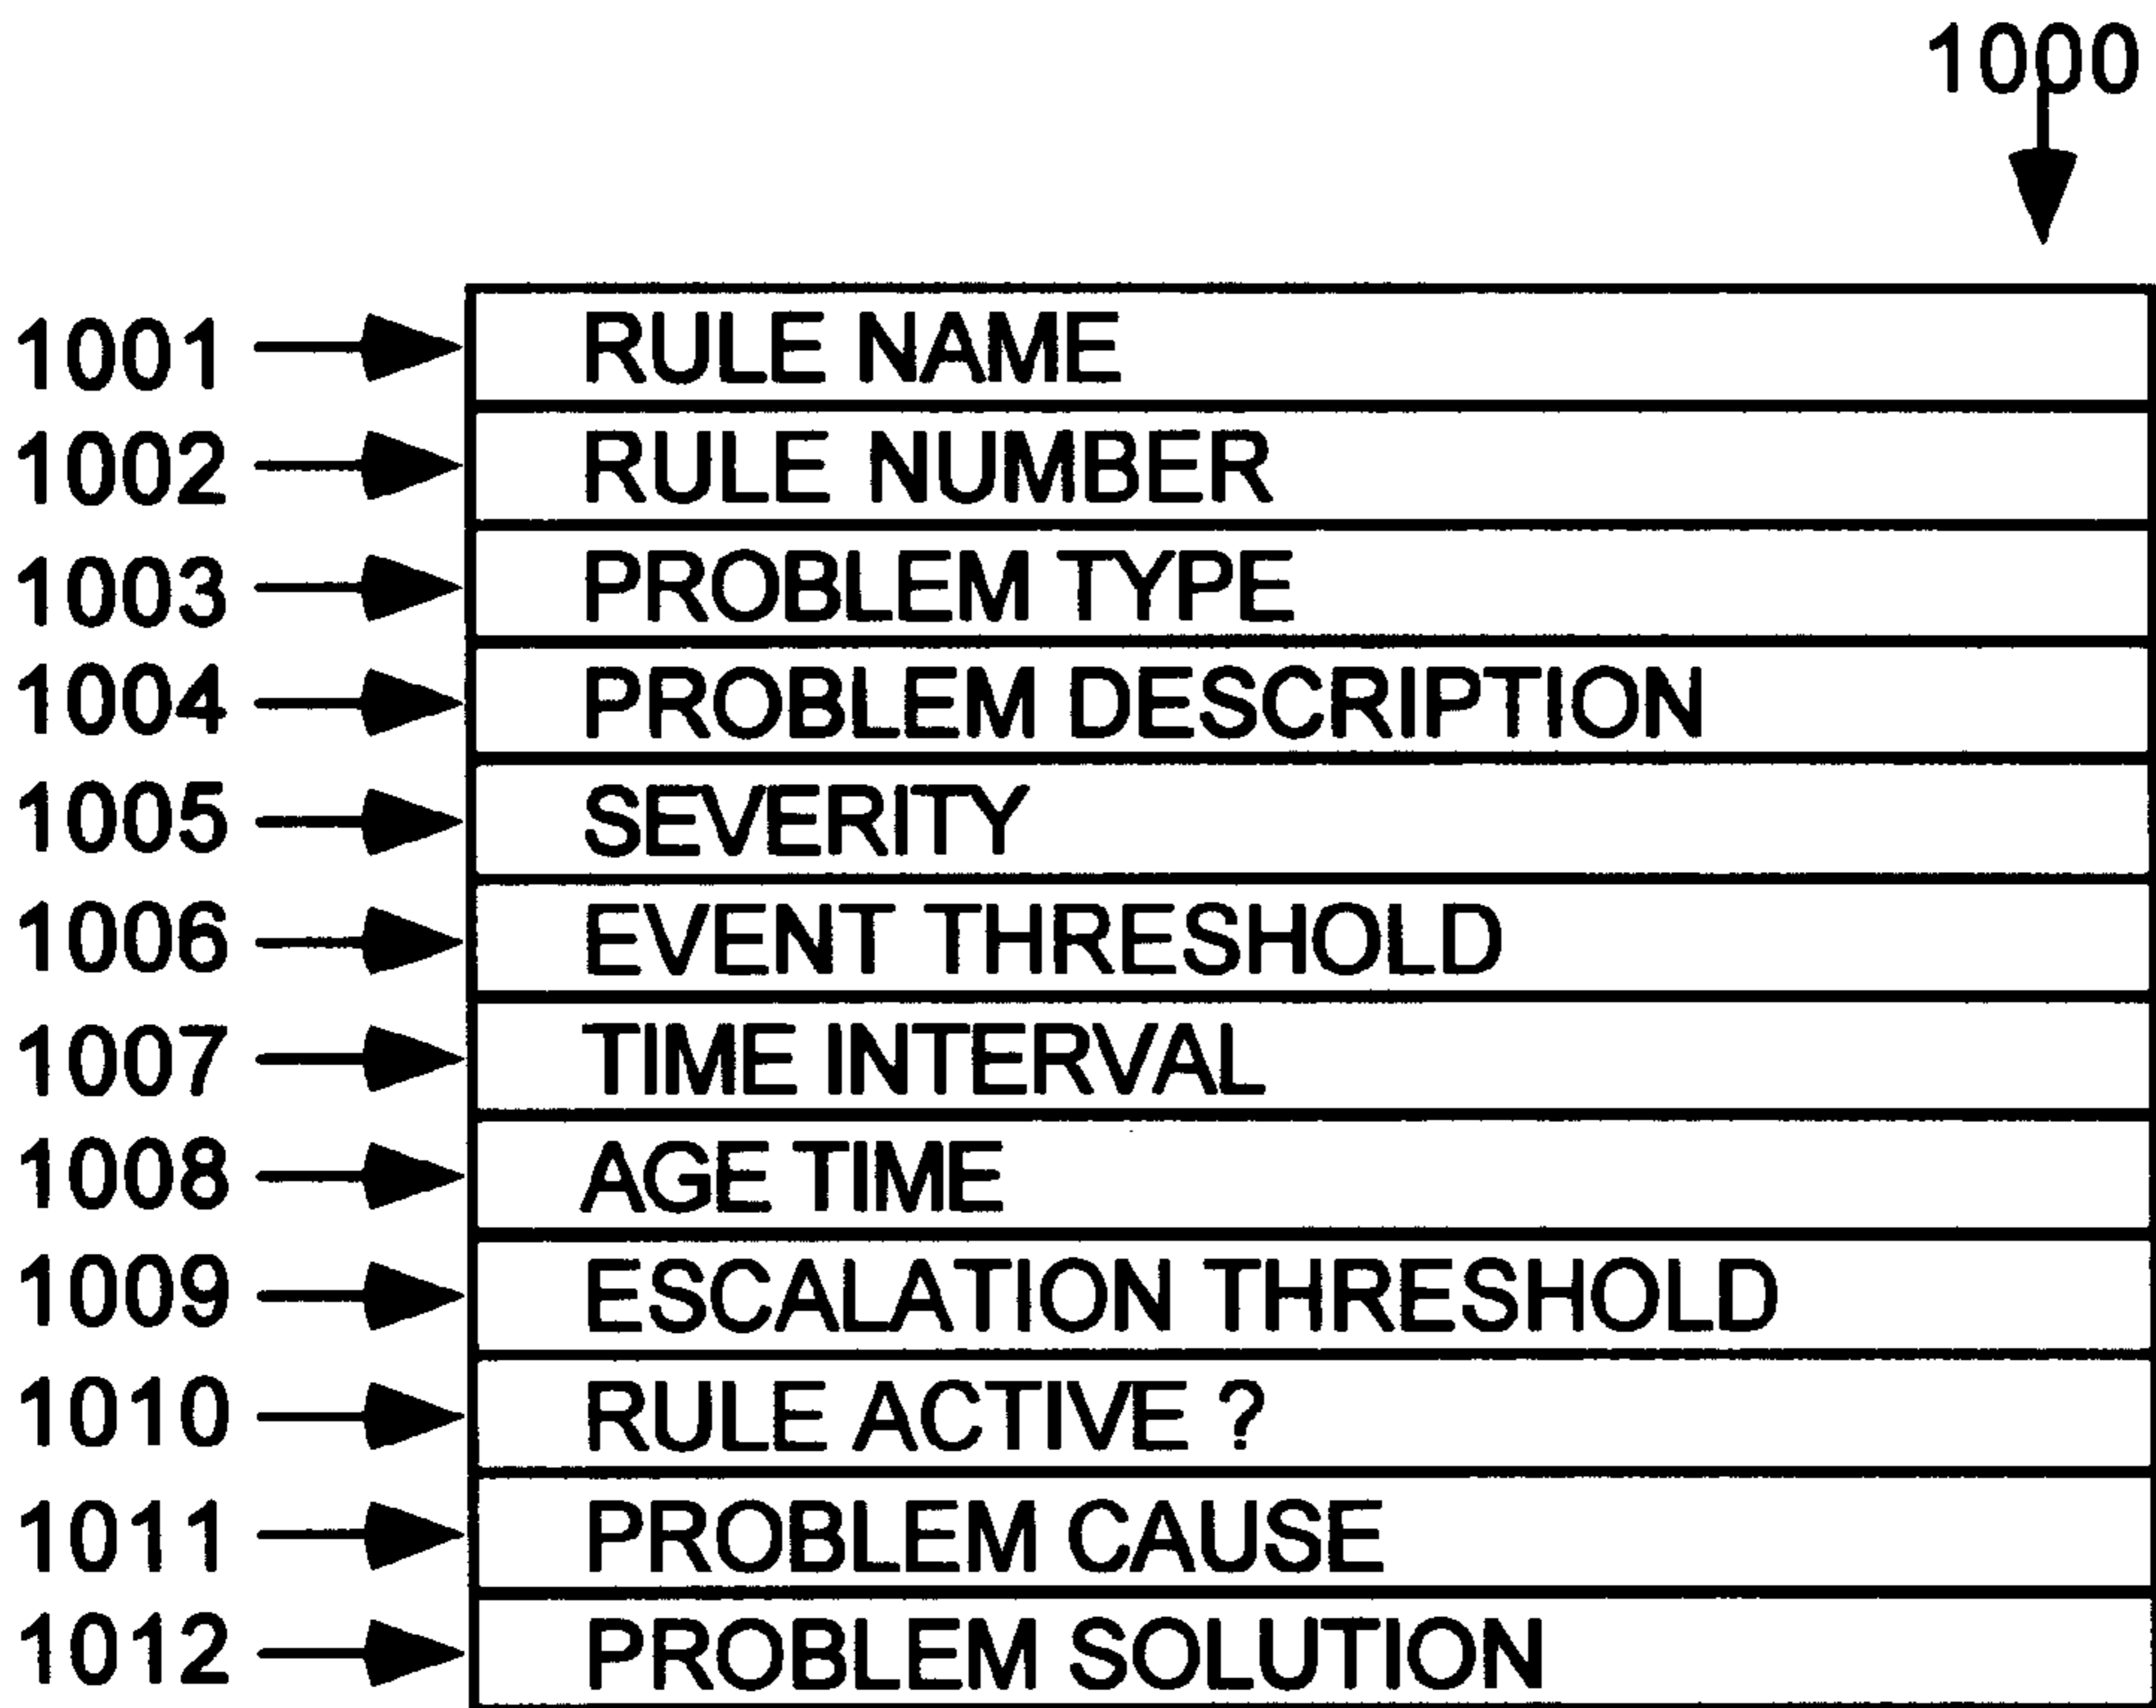 1000
1001 RULE NAME
1002 RULE NUMBER
1003 PROBLEM TYPE
1004 PROBLEM DESCRIPTION
1005 SEVERITY
1006 EVENT THRESHOLD
1007 TIME INTERVAL
1008 AGE TIME
1009 ESCALATION THRESHOLD
1010 RULE ACTIVE ?
1011 PROBLEM CAUSE
1012 PROBLEM SOLUTION